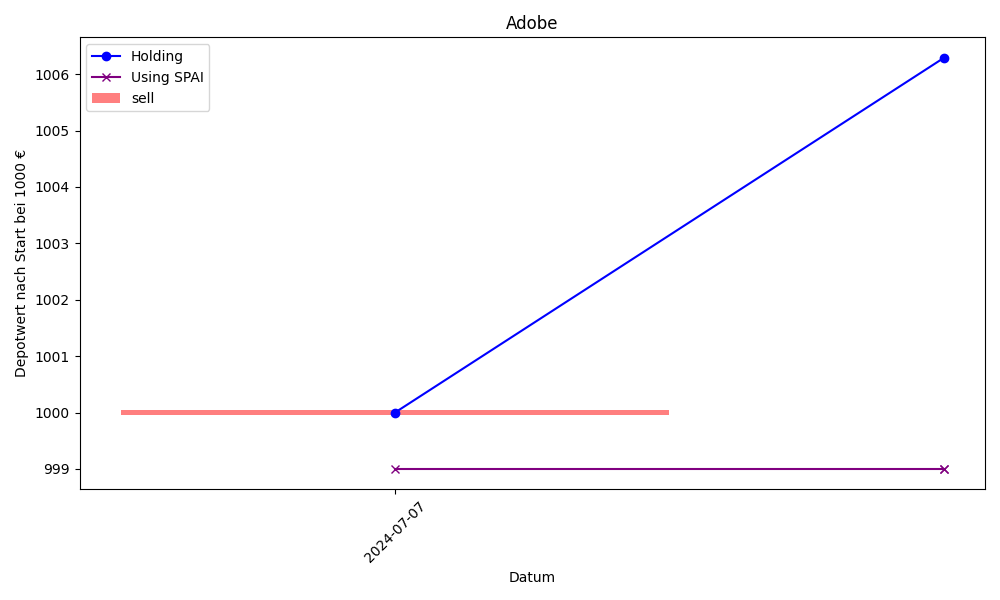 Adobe
Holding
Using SPAI
sell
1006
1005
1004
1003
1002
1001
1000
999
Depotwert nach Start bei 1000 €
2024-07-07
Datum